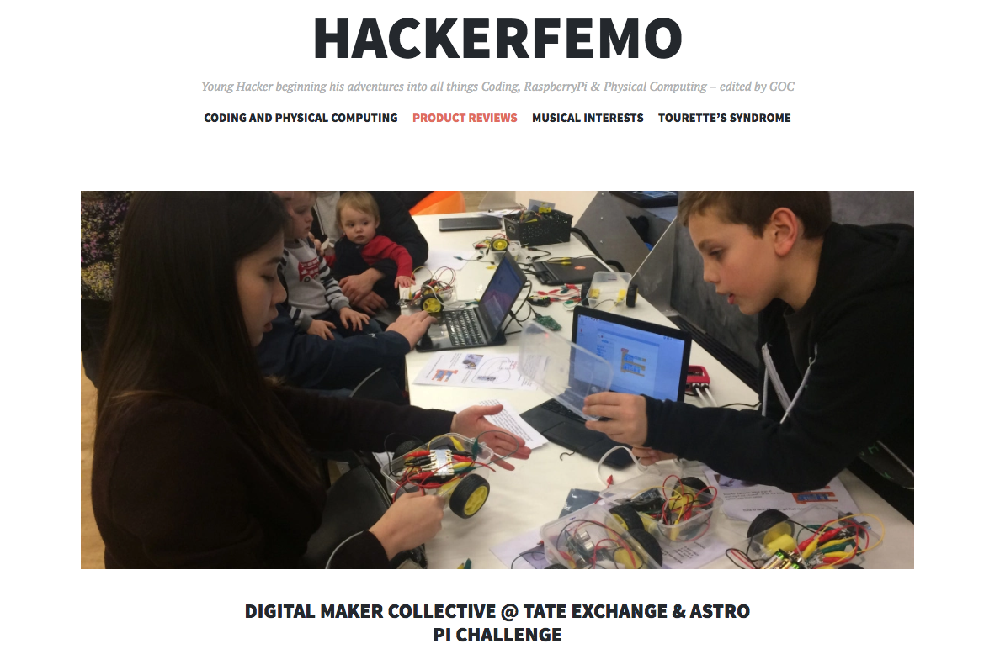 HACKERFEMO
Young Hacker beginning his adventures into all things Coding, RaspberryPi & Physical Computing – edited by GOC
CODING AND PHYSICAL COMPUTING PRODUCT REVIEWS MUSICAL INTERESTS TOURETTE’S SYNDROME
DIGITAL MAKER COLLECTIVE @ TATE EXCHANGE & ASTRO
PI CHALLENGE